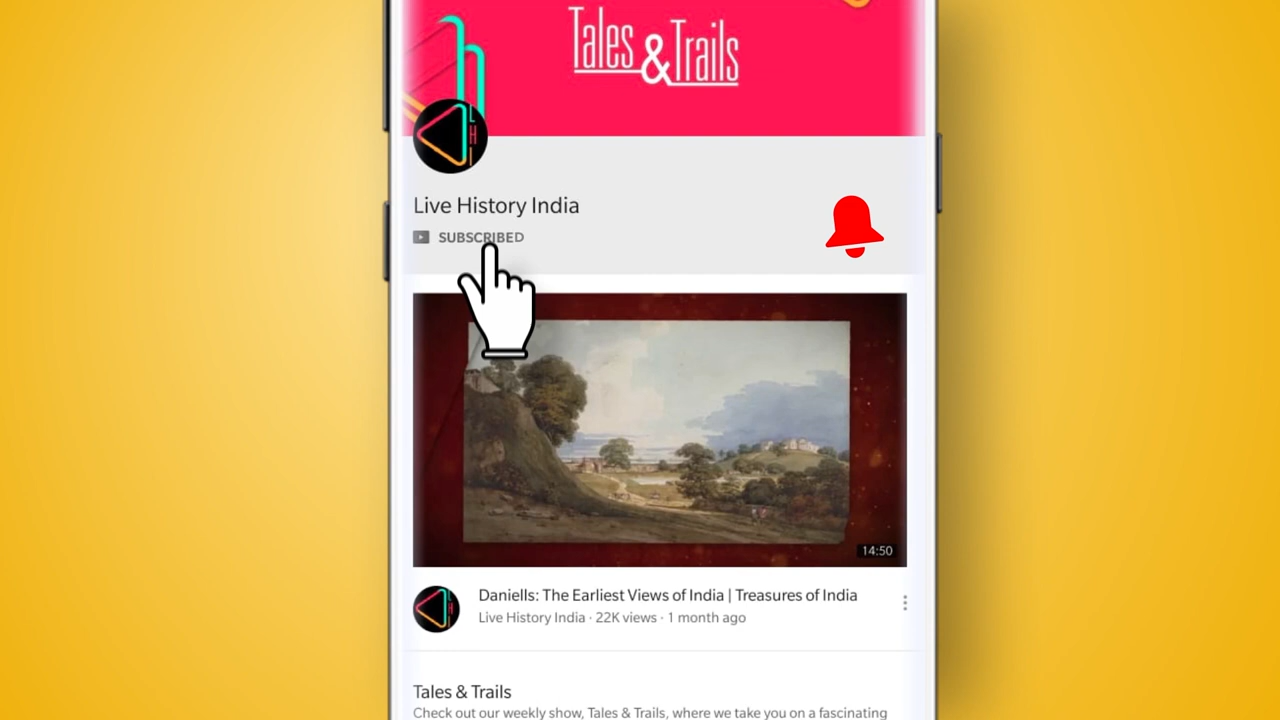 Tales & Trails
LHI
Live History India
SUBSCRIBED
14:50
Daniells: The Earliest Views of India | Treasures of India
LHI
Live History India · 22K views · 1 month ago
Tales & Trails
Check out our weekly show, Tales & Trails, where we take you on a fascinating